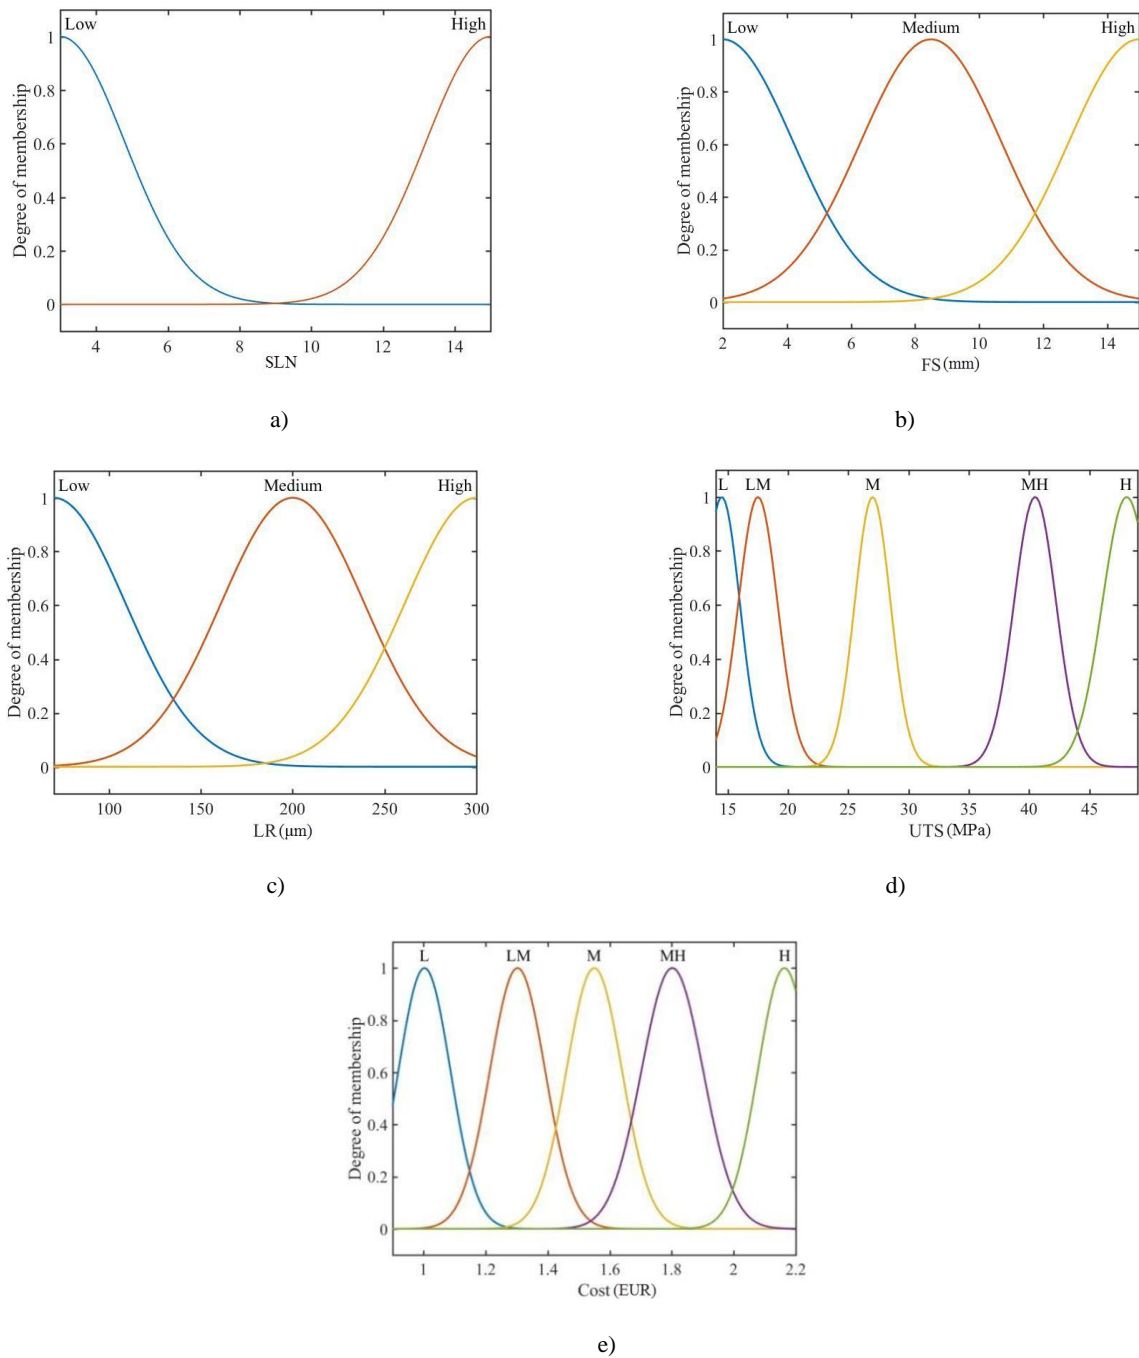 Low High
1
0.8
0.6
0.4
0.2
0
Degree of membership
4 6 8 10 12 14
SLN
a)
Low Medium High
1
0.8
0.6
0.4
0.2
0
Degree of membership
2 4 6 8 10 12 14
FS (mm)
b)
Low Medium High
1
0.8
0.6
0.4
0.2
0
Degree of membership
100 150 200 250 300
LR (μm)
c)
L LM M MH H
1
0.8
0.6
0.4
0.2
0
Degree of membership
15 20 25 30 35 40 45
UTS (MPa)
d)
L LM M MH H
1
0.8
0.6
0.4
0.2
0
Degree of membership
1 1.2 1.4 1.6 1.8 2 2.2
Cost (EUR)
e)